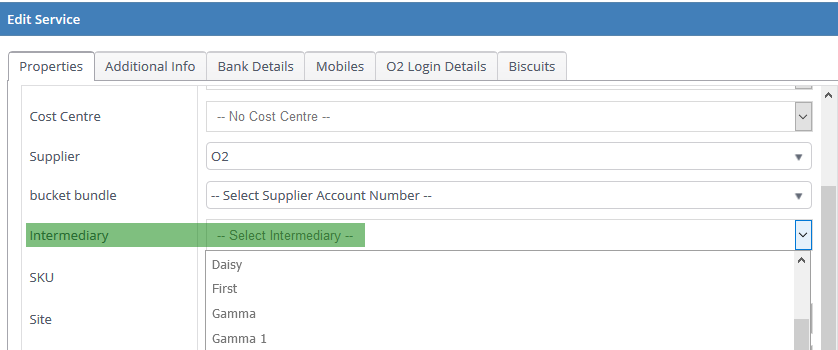 Edit Service
Properties Additional Info Bank Details Mobiles O2 Login Details Biscuits
Cost Centre -- No Cost Centre --
Supplier O2
bucket bundle -- Select Supplier Account Number --
Intermediary -- Select Intermediary --
Daisy
SKU
First
Gamma
Site
Gamma 1